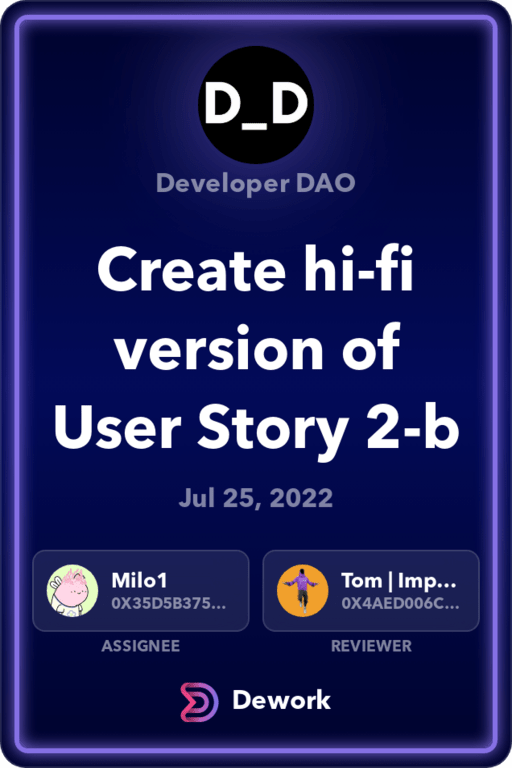 D_D
Developer DAO
Create hi-fi
version of
User Story 2-b
Jul 25, 2022
Milo1
0X35D5B375...
Tom | Imp...
0X4AED006C...
ASSIGNEE
REVIEWER
Dework